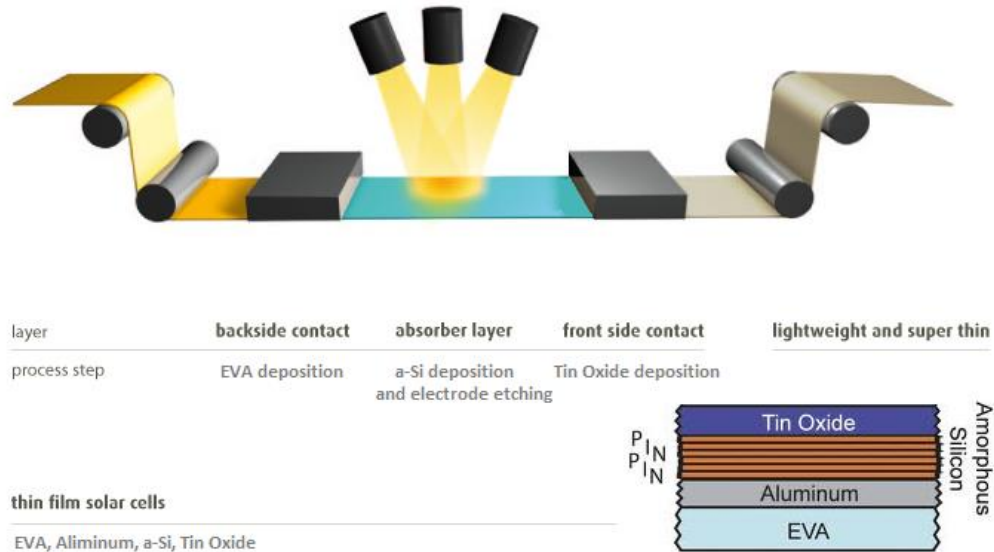 layer backside contact absorber layer front side contact lightweight and super thin
process step EVA deposition a-Si deposition Tin Oxide deposition
and electrode etching
Tin Oxide
P I N
P I N
Amorphous
Silicon
Aluminum
EVA
thin film solar cells
EVA, Aliminum, a-Si, Tin Oxide